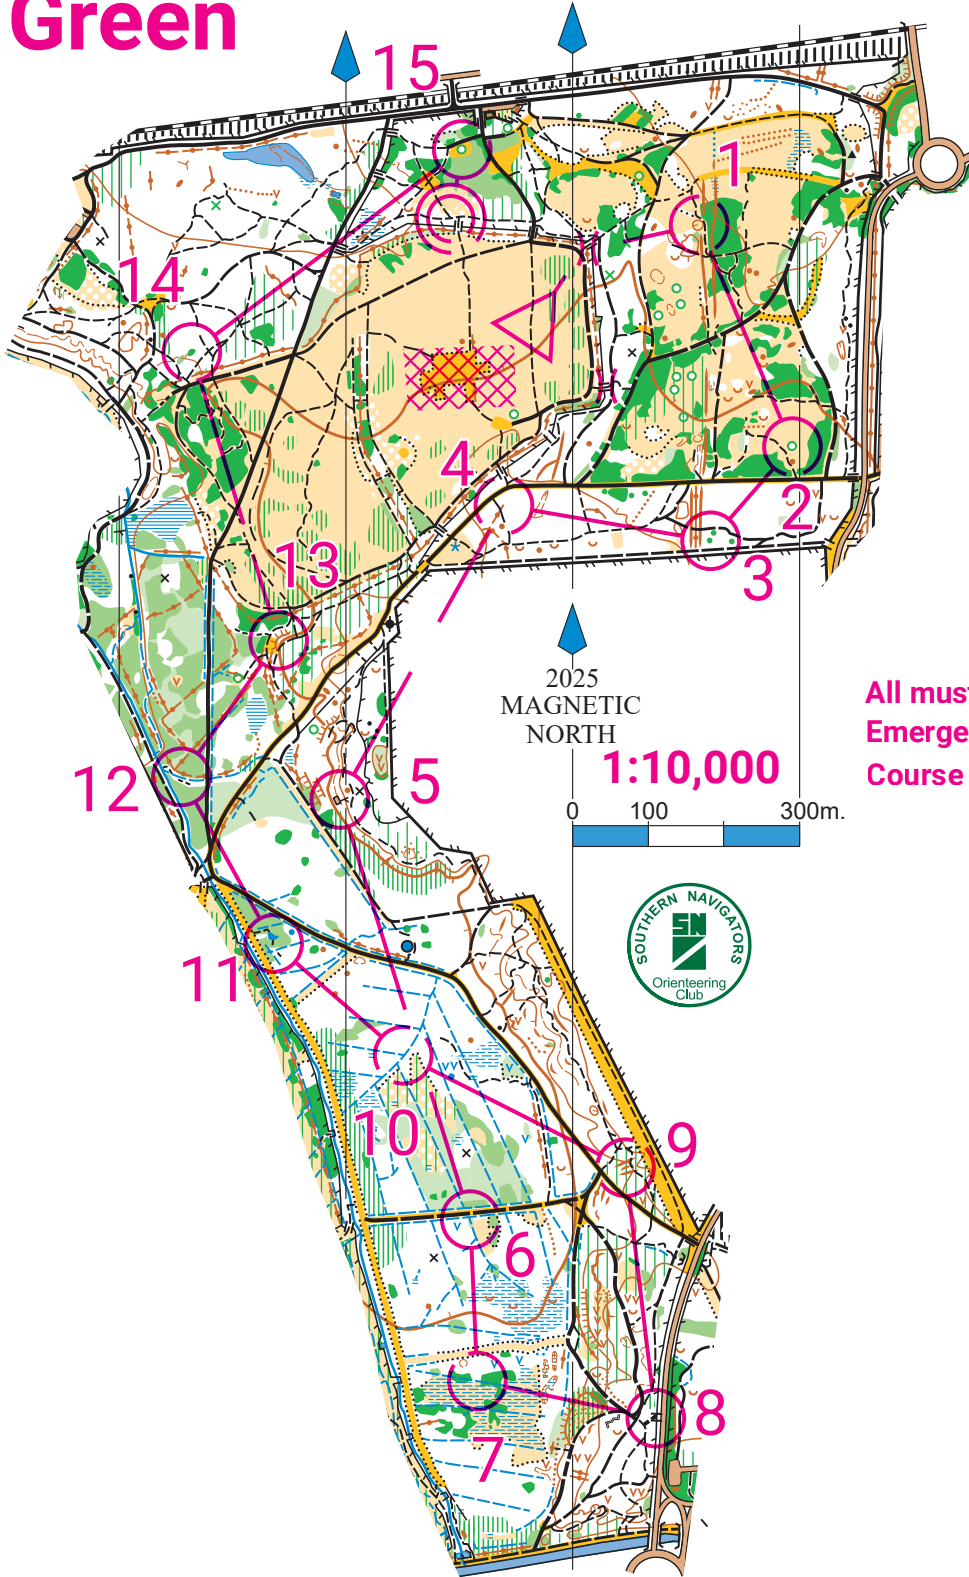 Green
15
1
14
4
2
13
3
2025
MAGNETIC
NORTH
All must
Emerge
Course
1:10,000
0 100 300m.
12
5
SOUTHERN NAVIGATORS
SN
Orienteering
Club
11
10
9
6
8
7